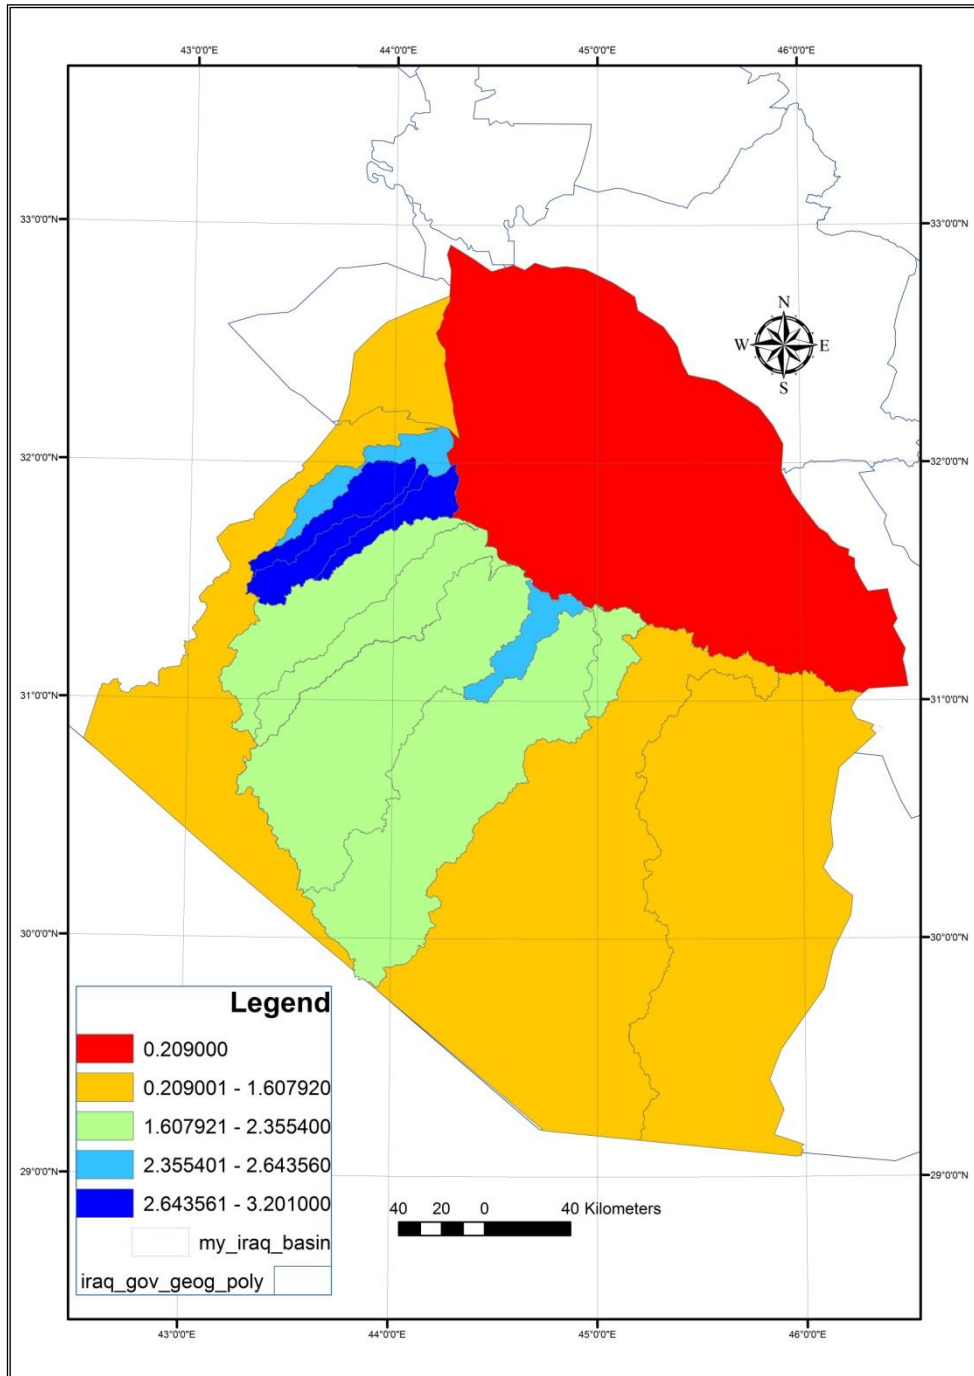 43°0'0"E 44°0'0"E 45°0'0"E 46°0'0"E
33°0'0"N 33°0'0"N
N
W E
S
32°0'0"N 32°0'0"N
31°0'0"N 31°0'0"N
30°0'0"N 30°0'0"N
Legend
0.209000
0.209001 - 1.607920
1.607921 - 2.355400
2.355401 - 2.643560
2.643561 - 3.201000
my_iraq_basin
iraq_gov_geog_poly
29°0'0"N 29°0'0"N
40 20 0 40 Kilometers
43°0'0"E 44°0'0"E 45°0'0"E 46°0'0"E